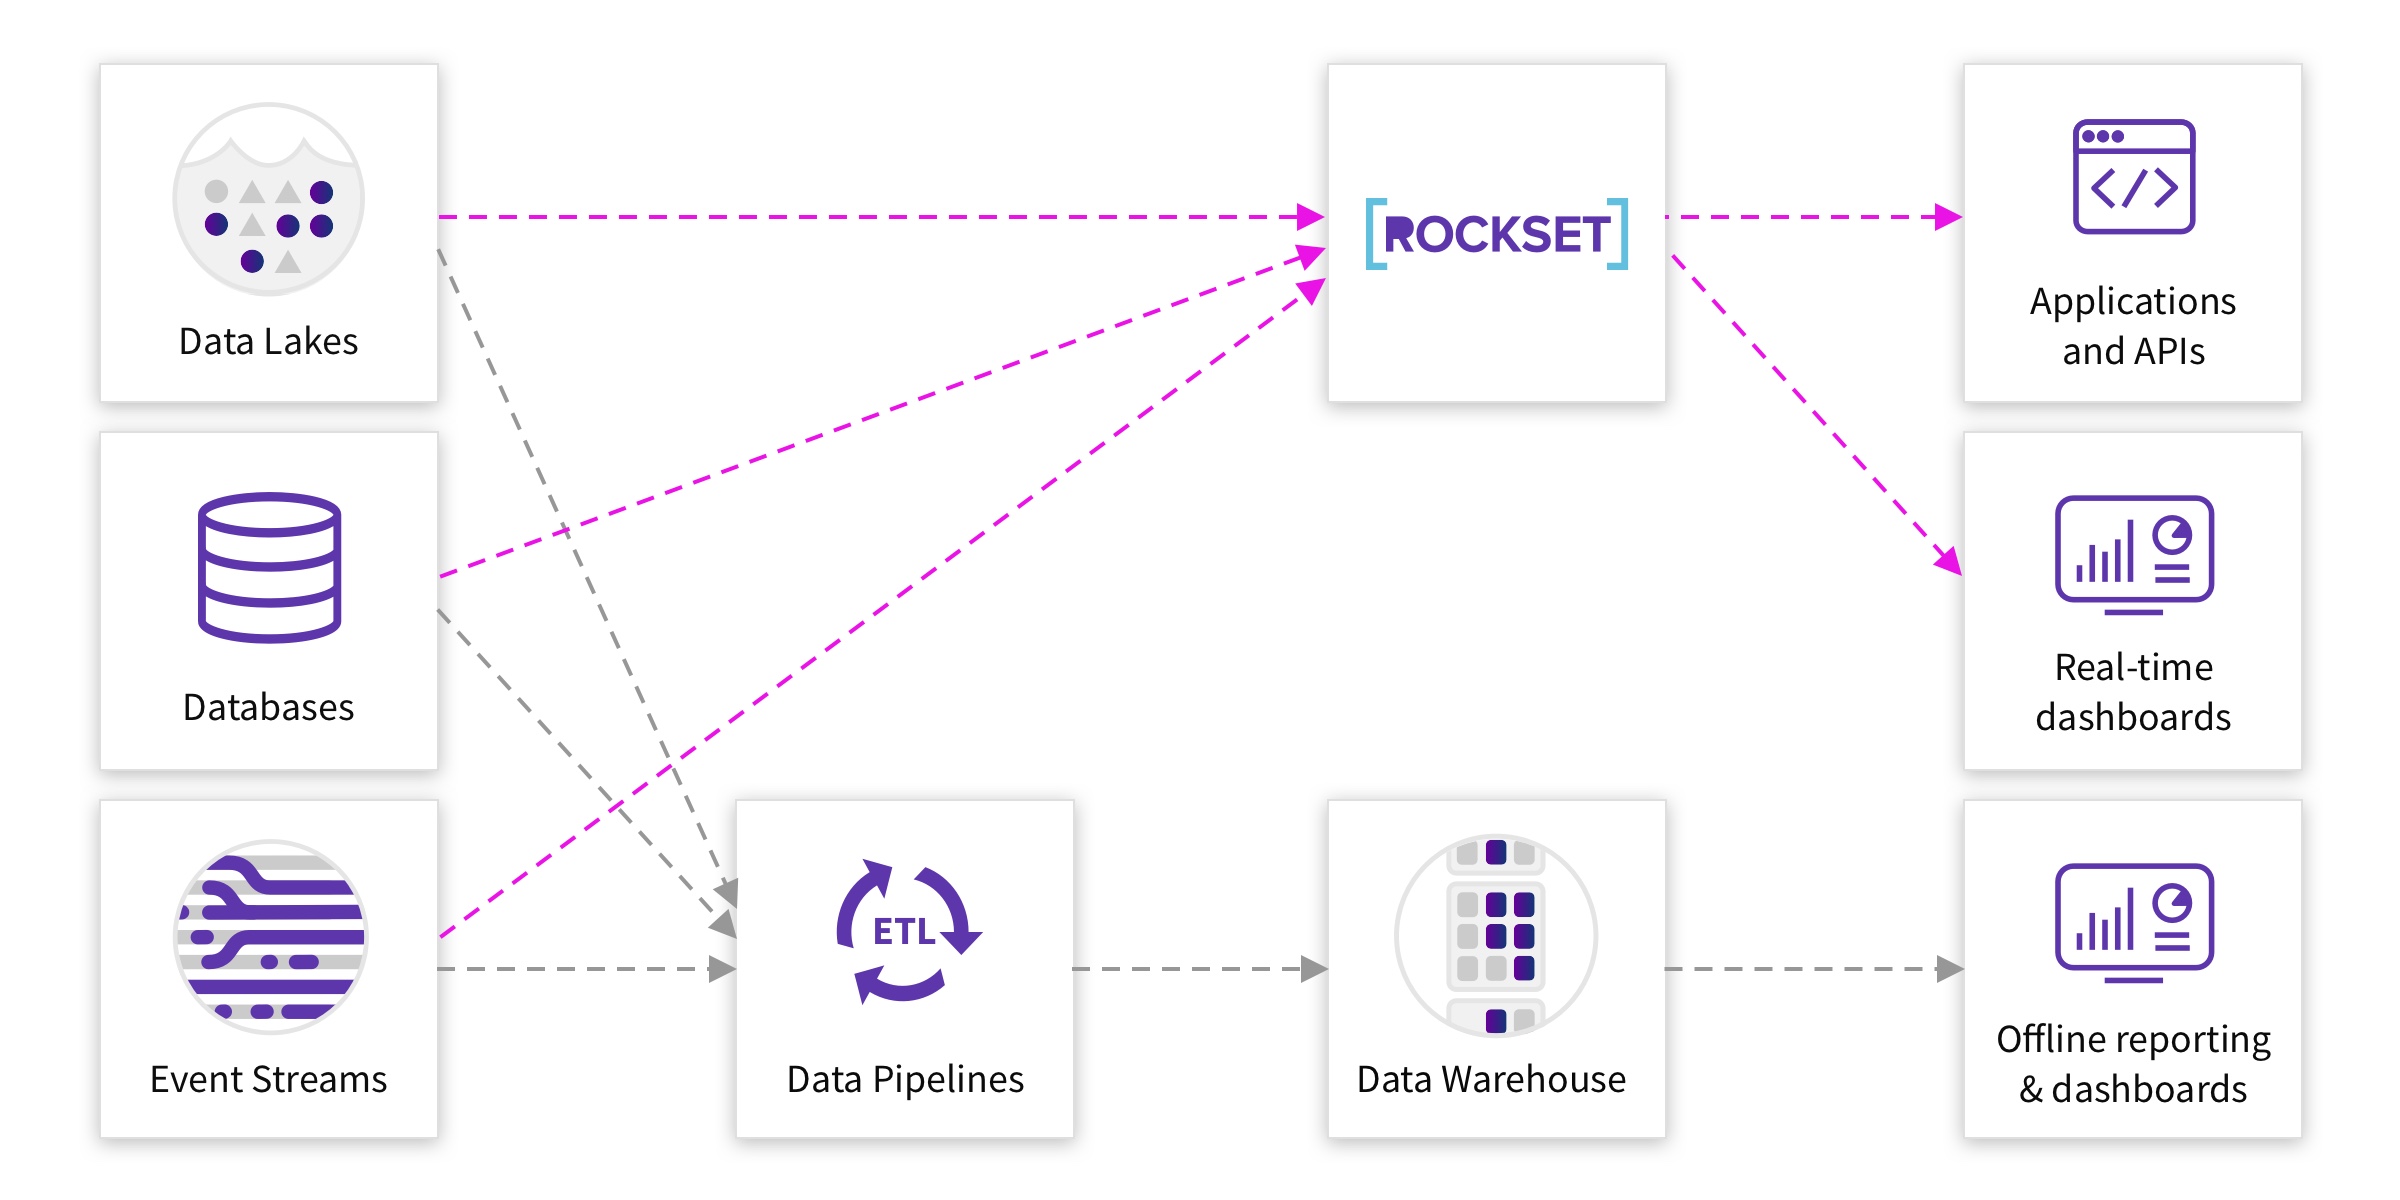 Data Lakes
[ROCKSET]
</>
Applications
and APIs
Databases
Real-time
dashboards
Event Streams
ETL
Data Pipelines
Data Warehouse
Offline reporting
& dashboards